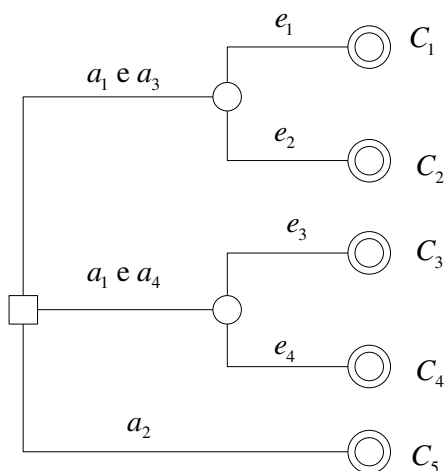 e₁ C₁
a₁ e a₃
e₂ C₂
e₃ C₃
a₁ e a₄
e₄ C₄
a₂ C₅